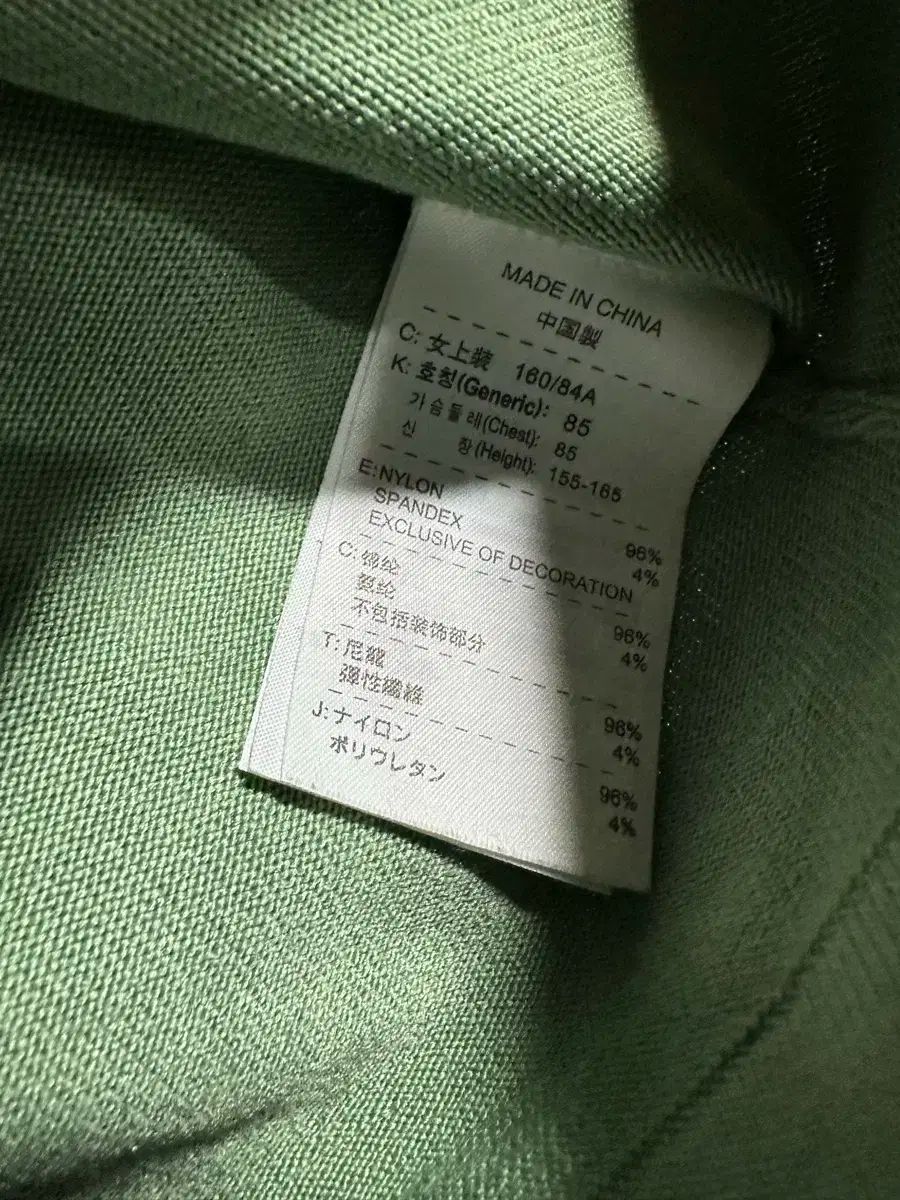 MADE IN CHINA
中国製
C: 女上裝 160/84A
K: 호칭(Generic): 85
가슴둘레(Chest): 85
신 장(Height): 155-165
E: NYLON 96%
SPANDEX 4%
EXCLUSIVE OF DECORATION
C: 锦纶 96%
氨纶 4%
不包括装饰部分
T: 尼龍 96%
彈性纖維 4%
J: ナイロン 96%
ポリウレタン 4%